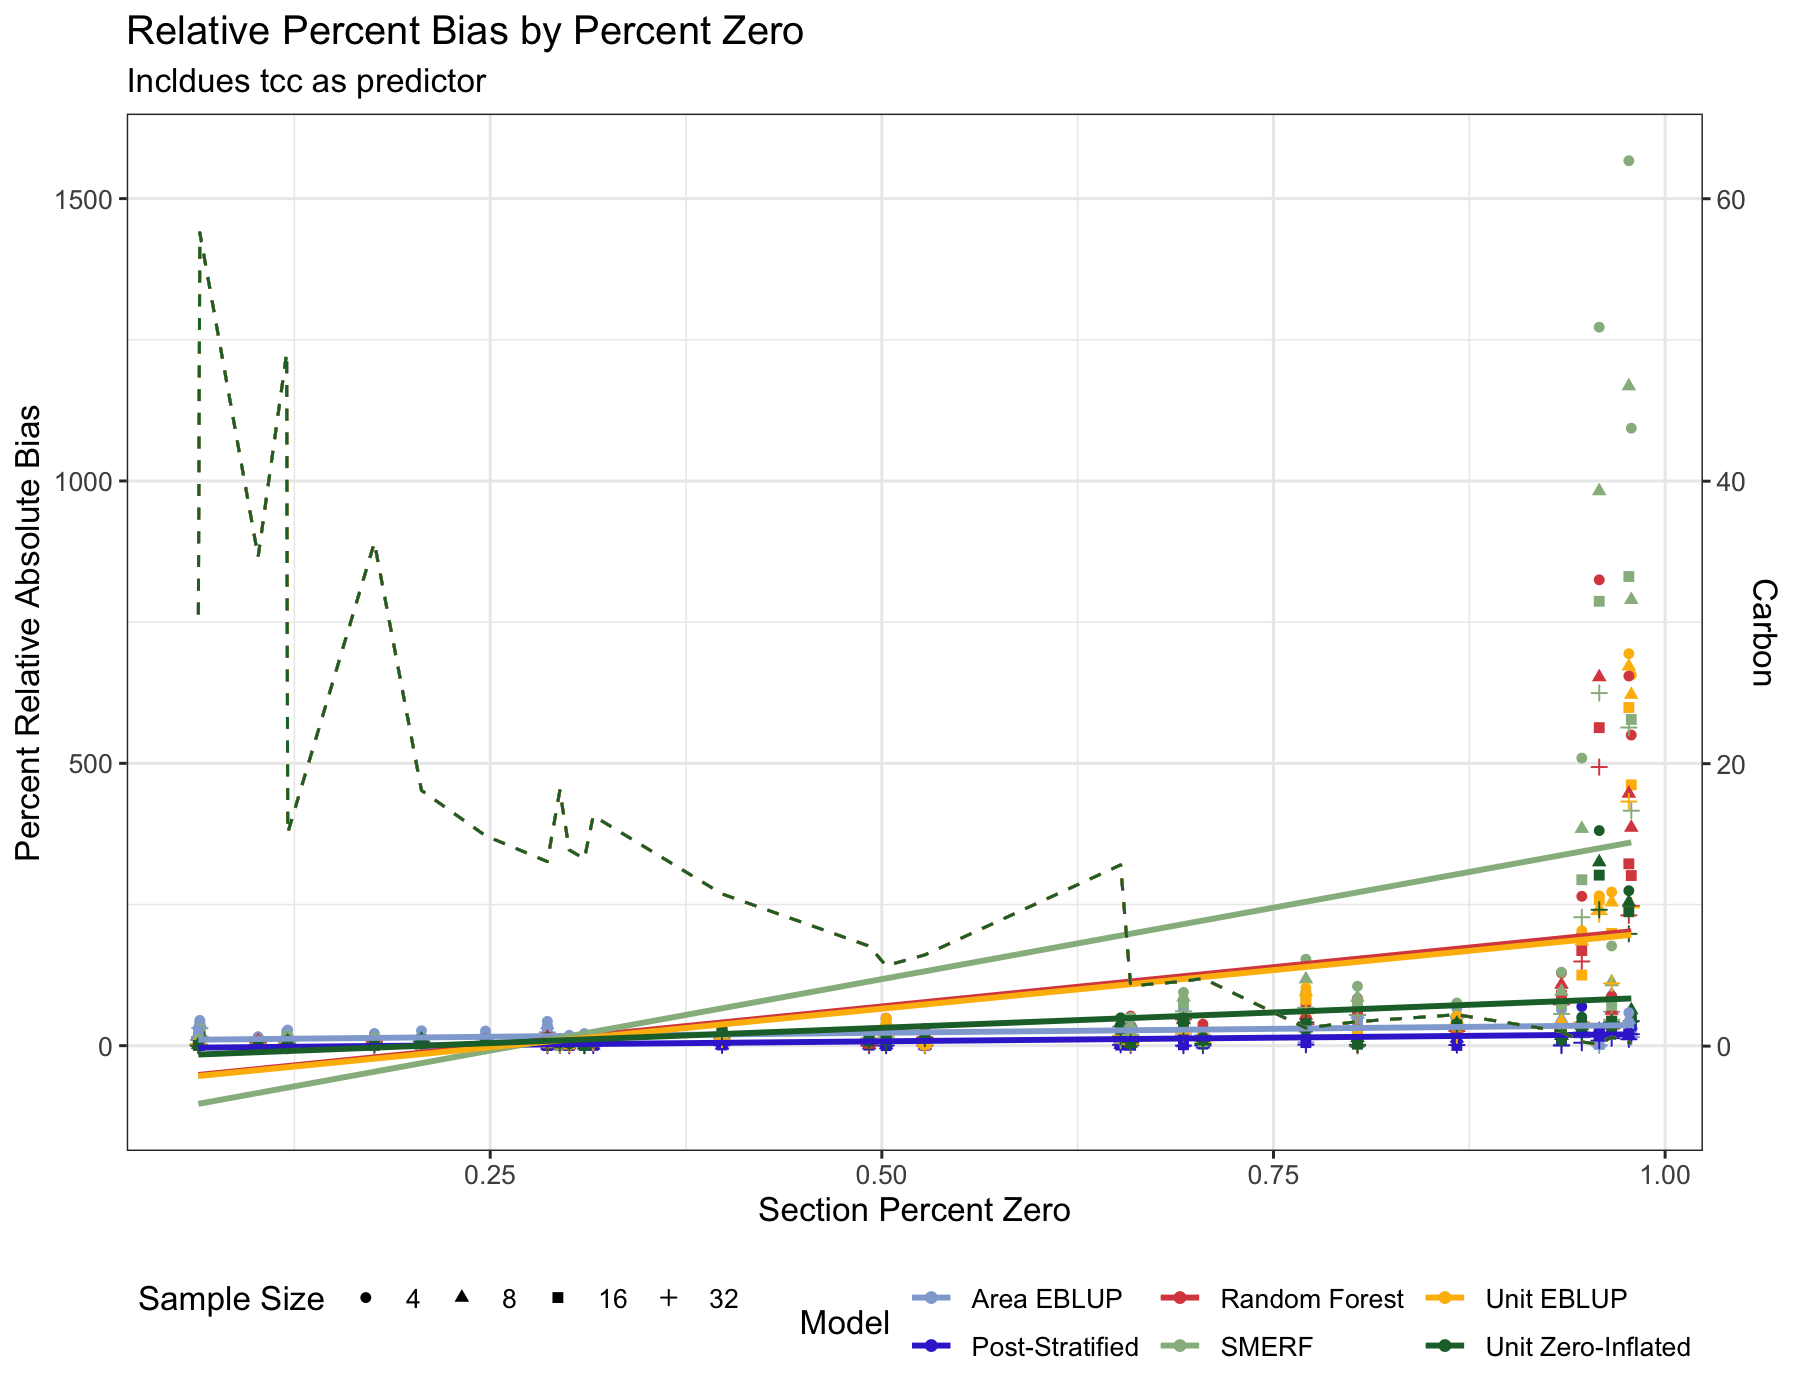 Relative Percent Bias by Percent Zero
Incldues tcc as predictor
Percent Relative Absolute Bias
1500
1000
500
0
60
40
20
0
Carbon
0.25 0.50 0.75 1.00
Section Percent Zero
Sample Size 4 8 16 32
Model
Area EBLUP Random Forest Unit EBLUP
Post-Stratified SMERF Unit Zero-Inflated